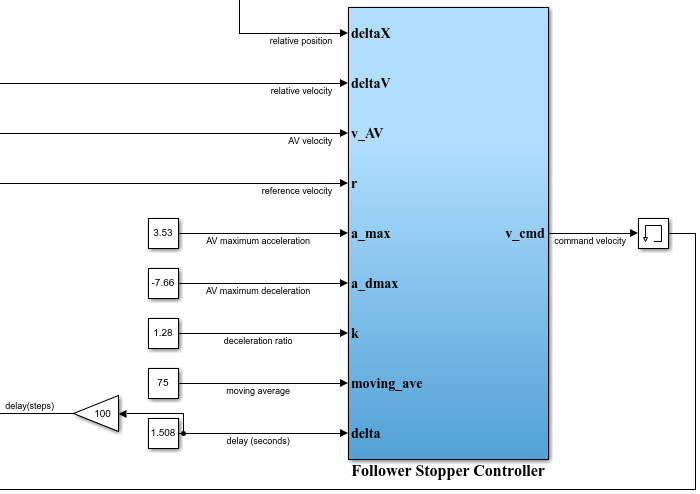 deltaX
relative position
deltaV
relative velocity
v_AV
AV velocity
r
reference velocity
3.53
AV maximum acceleration
a_max
v_cmd
command velocity
-7.66
AV maximum deceleration
a_dmax
1.28
deceleration ratio
k
75
moving average
moving_ave
delay(steps)
100
1.508
delay (seconds)
delta
Follower Stopper Controller